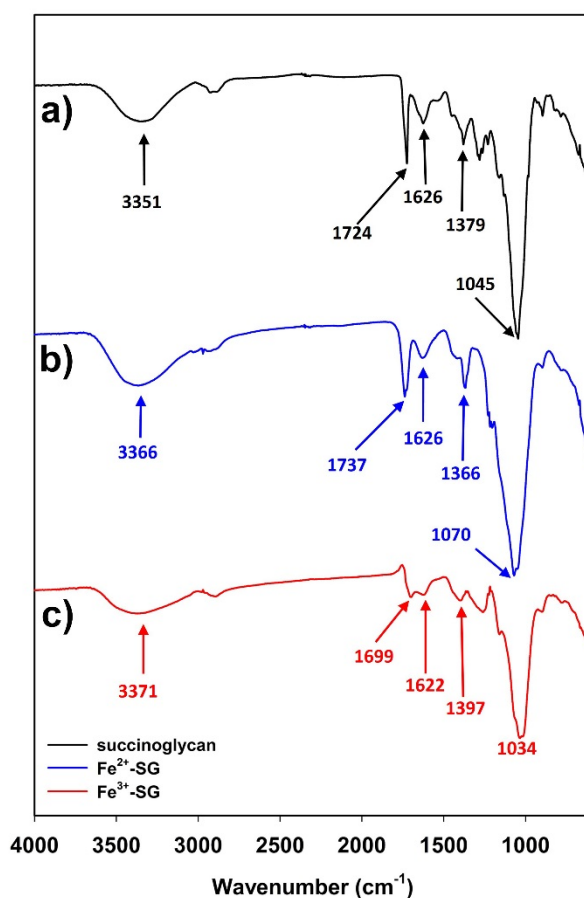 a)
3351
1724
1626
1379
1045
b)
3366
1737
1626
1366
1070
c)
3371
1699
1622
1397
1034
succinoglycan
Fe²⁺-SG
Fe³⁺-SG
4000 3500 3000 2500 2000 1500 1000
Wavenumber (cm⁻¹)